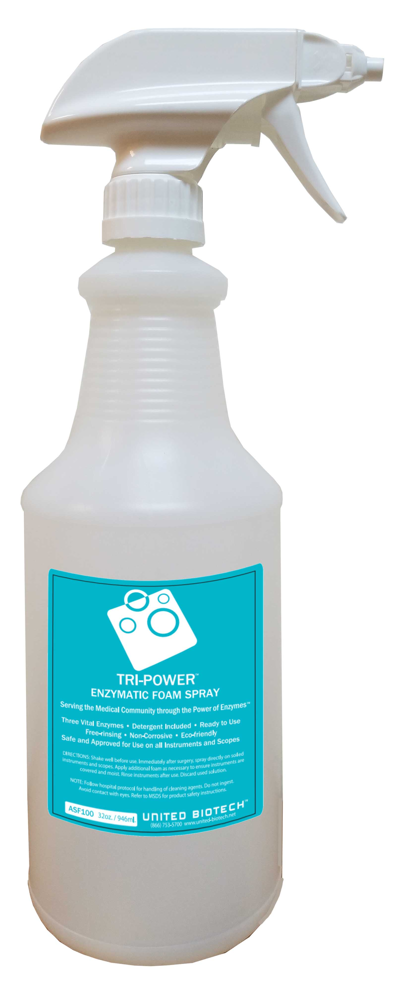 TRI-POWER™
ENZYMATIC FOAM SPRAY
Serving the Medical Community through the Power of Enzymes™
Three Vital Enzymes • Detergent Included • Ready to Use
Free-rinsing • Non-Corrosive • Eco-friendly
Safe and Approved for Use on all Instruments and Scopes
DIRECTIONS: Shake well before use. Immediately after surgery, spray directly on soiled
instruments and scopes. Apply additional foam as necessary to ensure instruments are
covered and moist. Rinse instruments after use. Discard used solution.
NOTE: Follow hospital protocol for handling of cleaning agents. Do not ingest.
Avoid contact with eyes. Refer to MSDS for product safety instructions.
ASF100 32oz. / 946ml.
UNITED BIOTECH™
(866) 753-5700 www.united-biotech.net